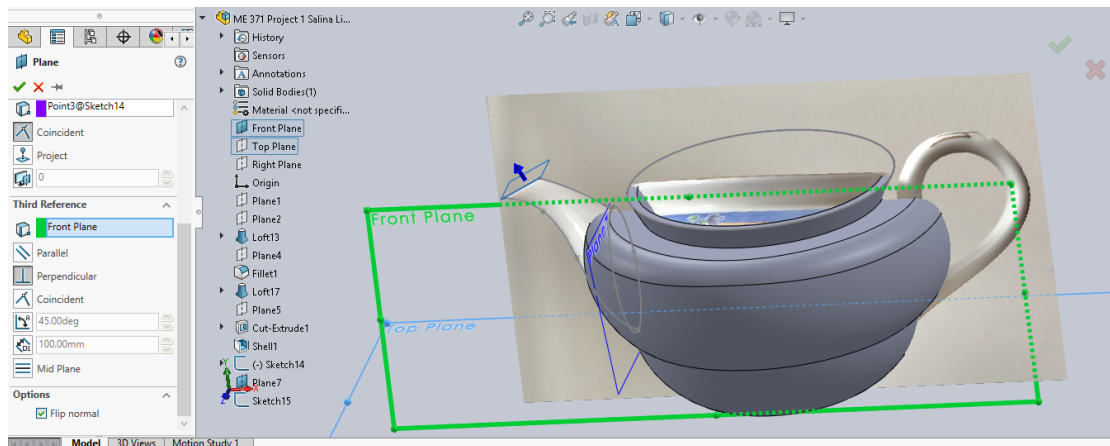 Plane
Point3@Sketch14
Coincident
Project
0
Third Reference
Front Plane
Parallel
Perpendicular
Coincident
45.00deg
100.00mm
Mid Plane
Options
Flip normal
ME 371 Project 1 Salina Li...
History
Sensors
Annotations
Solid Bodies(1)
Material <not specifi...
Front Plane
Top Plane
Right Plane
Origin
Plane1
Plane2
Loft13
Plane4
Fillet1
Loft17
Plane5
Cut-Extrude1
Shell1
(-) Sketch14
Plane7
Sketch15
Front Plane
Top Plane
Y
X
Z
Model
3D Views
Motion Study 1